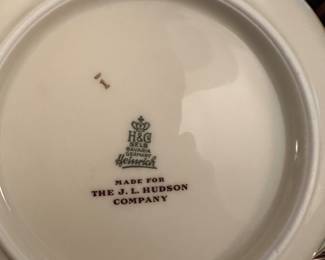 H&C
SELB
BAVARIA
GERMANY
Heinrich
MADE FOR
THE J. L. HUDSON
COMPANY